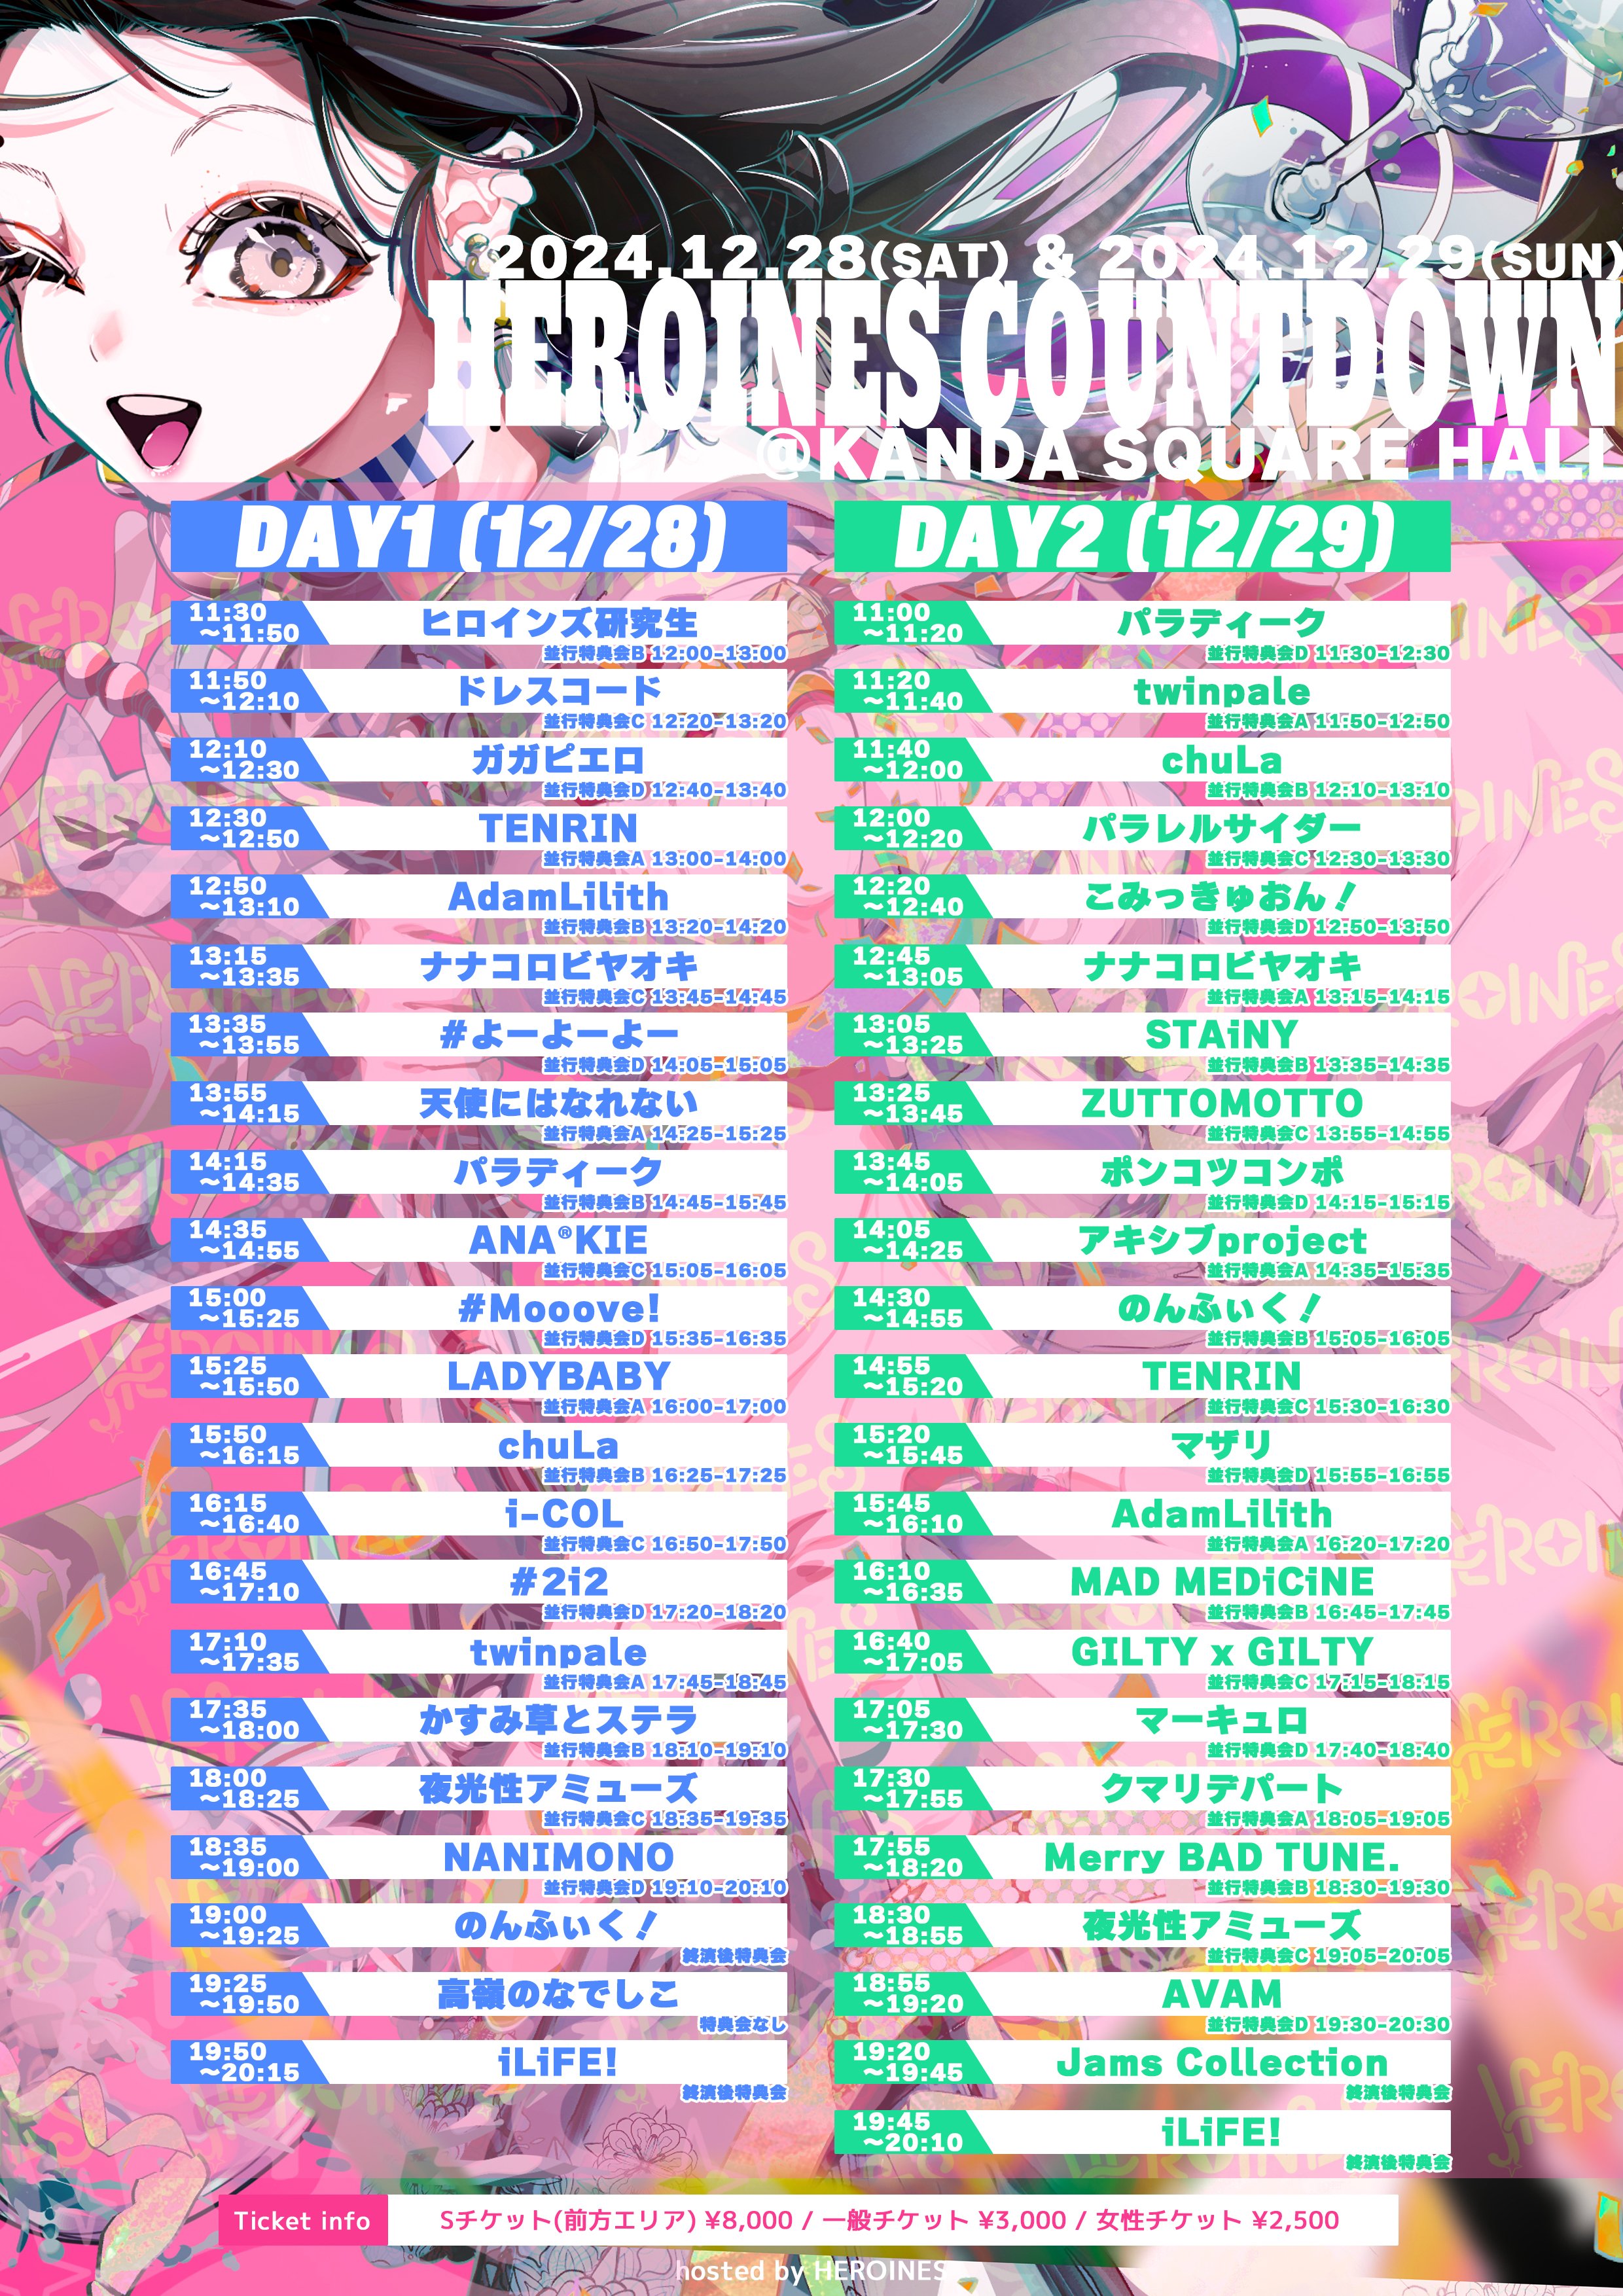 2024.12.28(SAT) & 2024.12.29(SUN)
HEROINES COUNTDOWN
@KANDA SQUARE HALL
DAY1 (12/28)
11:30
~11:50
ヒロインズ研究生
並行特典会B 12:00-13:00
11:50
~12:10
ドレスコード
並行特典会C 12:20-13:20
12:10
~12:30
ガガピエロ
並行特典会D 12:40-13:40
12:30
~12:50
TENRIN
並行特典会A 13:00-14:00
12:50
~13:10
AdamLilith
並行特典会B 13:20-14:20
13:15
~13:35
ナナコロビヤオキ
並行特典会C 13:45-14:45
13:35
~13:55
#よーよーよー
並行特典会D 14:05-15:05
13:55
~14:15
天使にはなれない
並行特典会A 14:25-15:25
14:15
~14:35
パラディーク
並行特典会B 14:45-15:45
14:35
~14:55
ANA®KIE
並行特典会C 15:05-16:05
15:00
~15:25
#Mooove!
並行特典会D 15:35-16:35
15:25
~15:50
LADYBABY
並行特典会A 16:00-17:00
15:50
~16:15
chuLa
並行特典会B 16:25-17:25
16:15
~16:40
i-COL
並行特典会C 16:50-17:50
16:45
~17:10
#2i2
並行特典会D 17:20-18:20
17:10
~17:35
twinpale
並行特典会A 17:45-18:45
17:35
~18:00
かすみ草とステラ
並行特典会B 18:10-19:10
18:00
~18:25
夜光性アミューズ
並行特典会C 18:35-19:35
18:35
~19:00
NANIMONO
並行特典会D 19:10-20:10
19:00
~19:25
のんふぃく！
終演後特典会
19:25
~19:50
高嶺のなでしこ
特典会なし
19:50
~20:15
iLiFE!
終演後特典会
DAY2 (12/29)
11:00
~11:20
パラディーク
並行特典会D 11:30-12:30
11:20
~11:40
twinpale
並行特典会A 11:50-12:50
11:40
~12:00
chuLa
並行特典会B 12:10-13:10
12:00
~12:20
パラレルサイダー
並行特典会C 12:30-13:30
12:20
~12:40
こみっきゅおん！
並行特典会D 12:50-13:50
12:45
~13:05
ナナコロビヤオキ
並行特典会A 13:15-14:15
13:05
~13:25
STAiNY
並行特典会B 13:35-14:35
13:25
~13:45
ZUTTOMOTTO
並行特典会C 13:55-14:55
13:45
~14:05
ポンコツコンポ
並行特典会D 14:15-15:15
14:05
~14:25
アキシブproject
並行特典会A 14:35-15:35
14:30
~14:55
のんふぃく！
並行特典会B 15:05-16:05
14:55
~15:20
TENRIN
並行特典会C 15:30-16:30
15:20
~15:45
マザリ
並行特典会D 15:55-16:55
15:45
~16:10
AdamLilith
並行特典会A 16:20-17:20
16:10
~16:35
MAD MEDiCiNE
並行特典会B 16:45-17:45
16:40
~17:05
GILTY x GILTY
並行特典会C 17:15-18:15
17:05
~17:30
マーキュロ
並行特典会D 17:40-18:40
17:30
~17:55
クマリデパート
並行特典会A 18:05-19:05
17:55
~18:20
Merry BAD TUNE.
並行特典会B 18:30-19:30
18:30
~18:55
夜光性アミューズ
並行特典会C 19:05-20:05
18:55
~19:20
AVAM
並行特典会D 19:30-20:30
19:20
~19:45
Jams Collection
終演後特典会
19:45
~20:10
iLiFE!
終演後特典会
Ticket info
Sチケット(前方エリア) ¥8,000 / 一般チケット ¥3,000 / 女性チケット ¥2,500
hosted by HEROINES